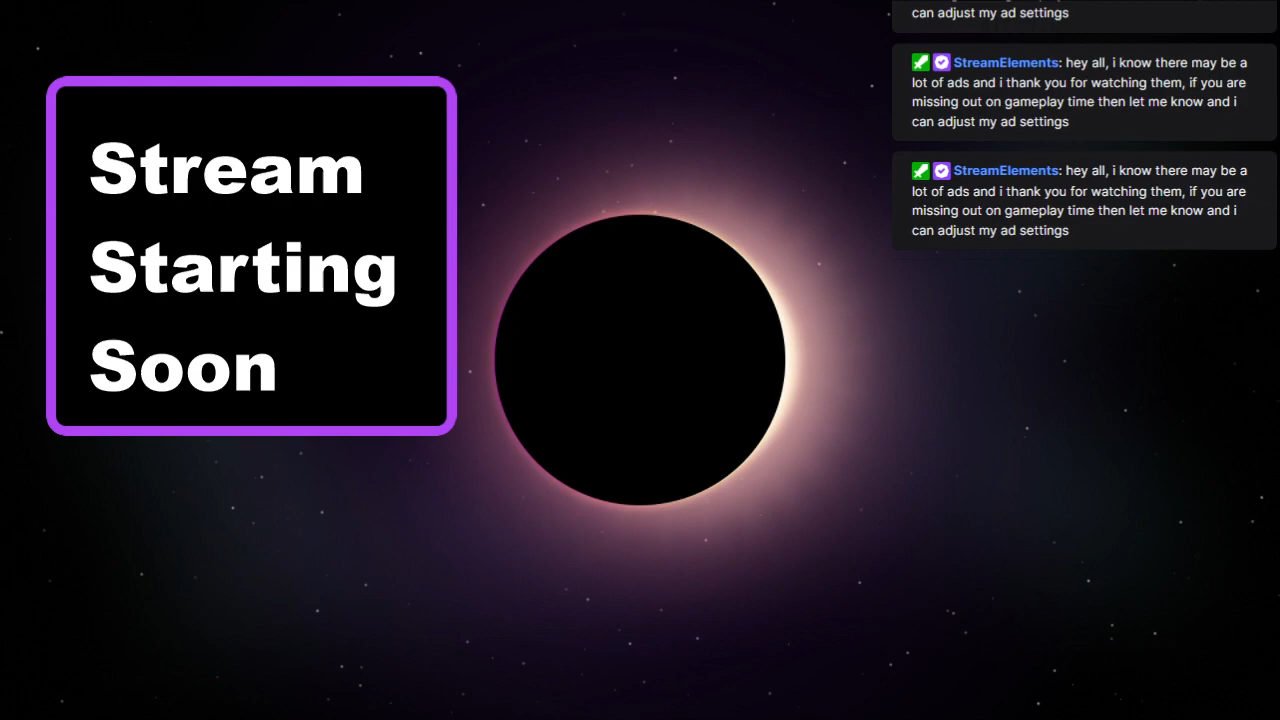 Stream
Starting
Soon
can adjust my ad settings
StreamElements: hey all, i know there may be a
lot of ads and i thank you for watching them, if you are
missing out on gameplay time then let me know and i
can adjust my ad settings
StreamElements: hey all, i know there may be a
lot of ads and i thank you for watching them, if you are
missing out on gameplay time then let me know and i
can adjust my ad settings